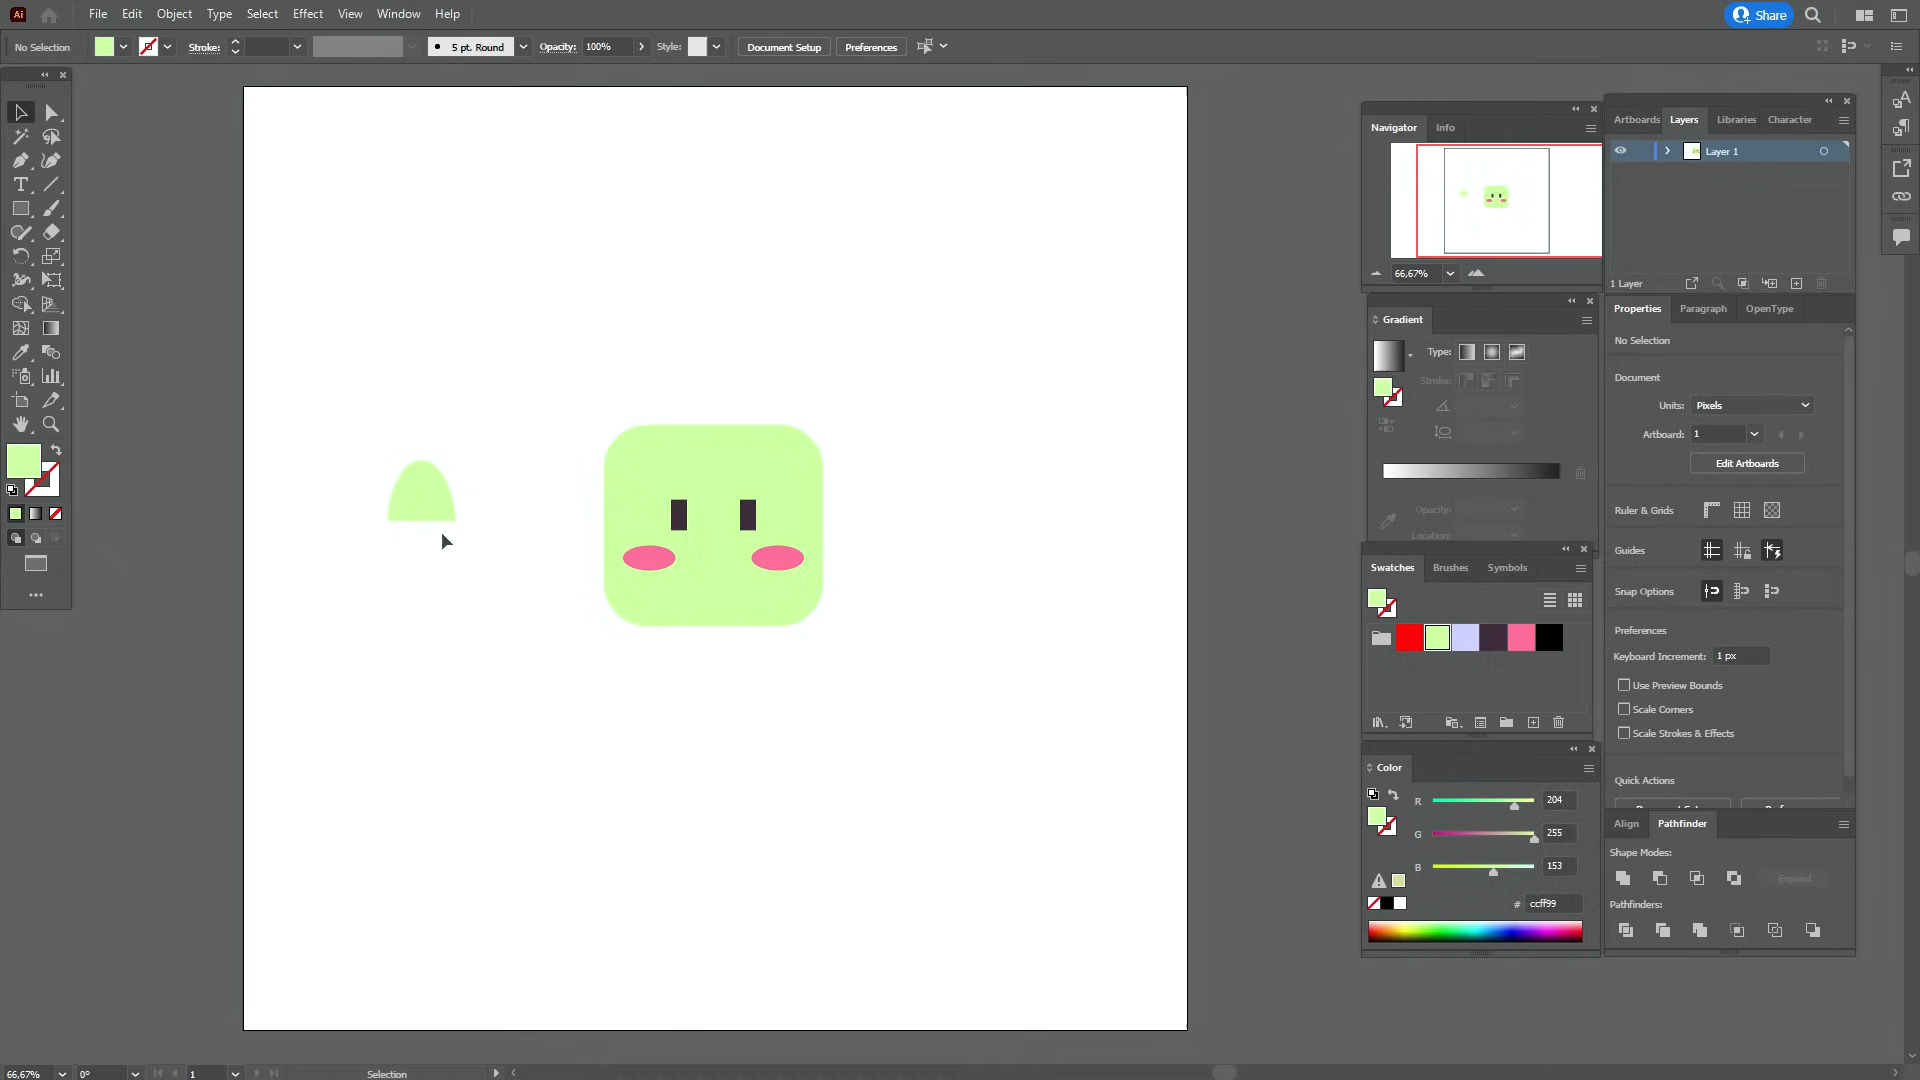 Ai File Edit Object Type Select Effect View Window Help Share
No Selection Stroke: 5 pt. Round Opacity: 100% Style: Document Setup Preferences
Navigator Info
66,67%
Artboards Layers Libraries Character
Layer 1
1 Layer
Gradient
Type:
Stroke:
Opacity:
Location:
Properties Paragraph OpenType
No Selection
Document
Units: Pixels
Artboard: 1
Edit Artboards
Ruler & Grids
Guides
Snap Options
Preferences
Keyboard Increment: 1 px
Use Preview Bounds
Scale Corners
Scale Strokes & Effects
Quick Actions
Swatches Brushes Symbols
Color
R 204
G 255
B 153
# ccff99
Align Pathfinder
Shape Modes:
Expand
Pathfinders:
66,67% 0° 1 Selection